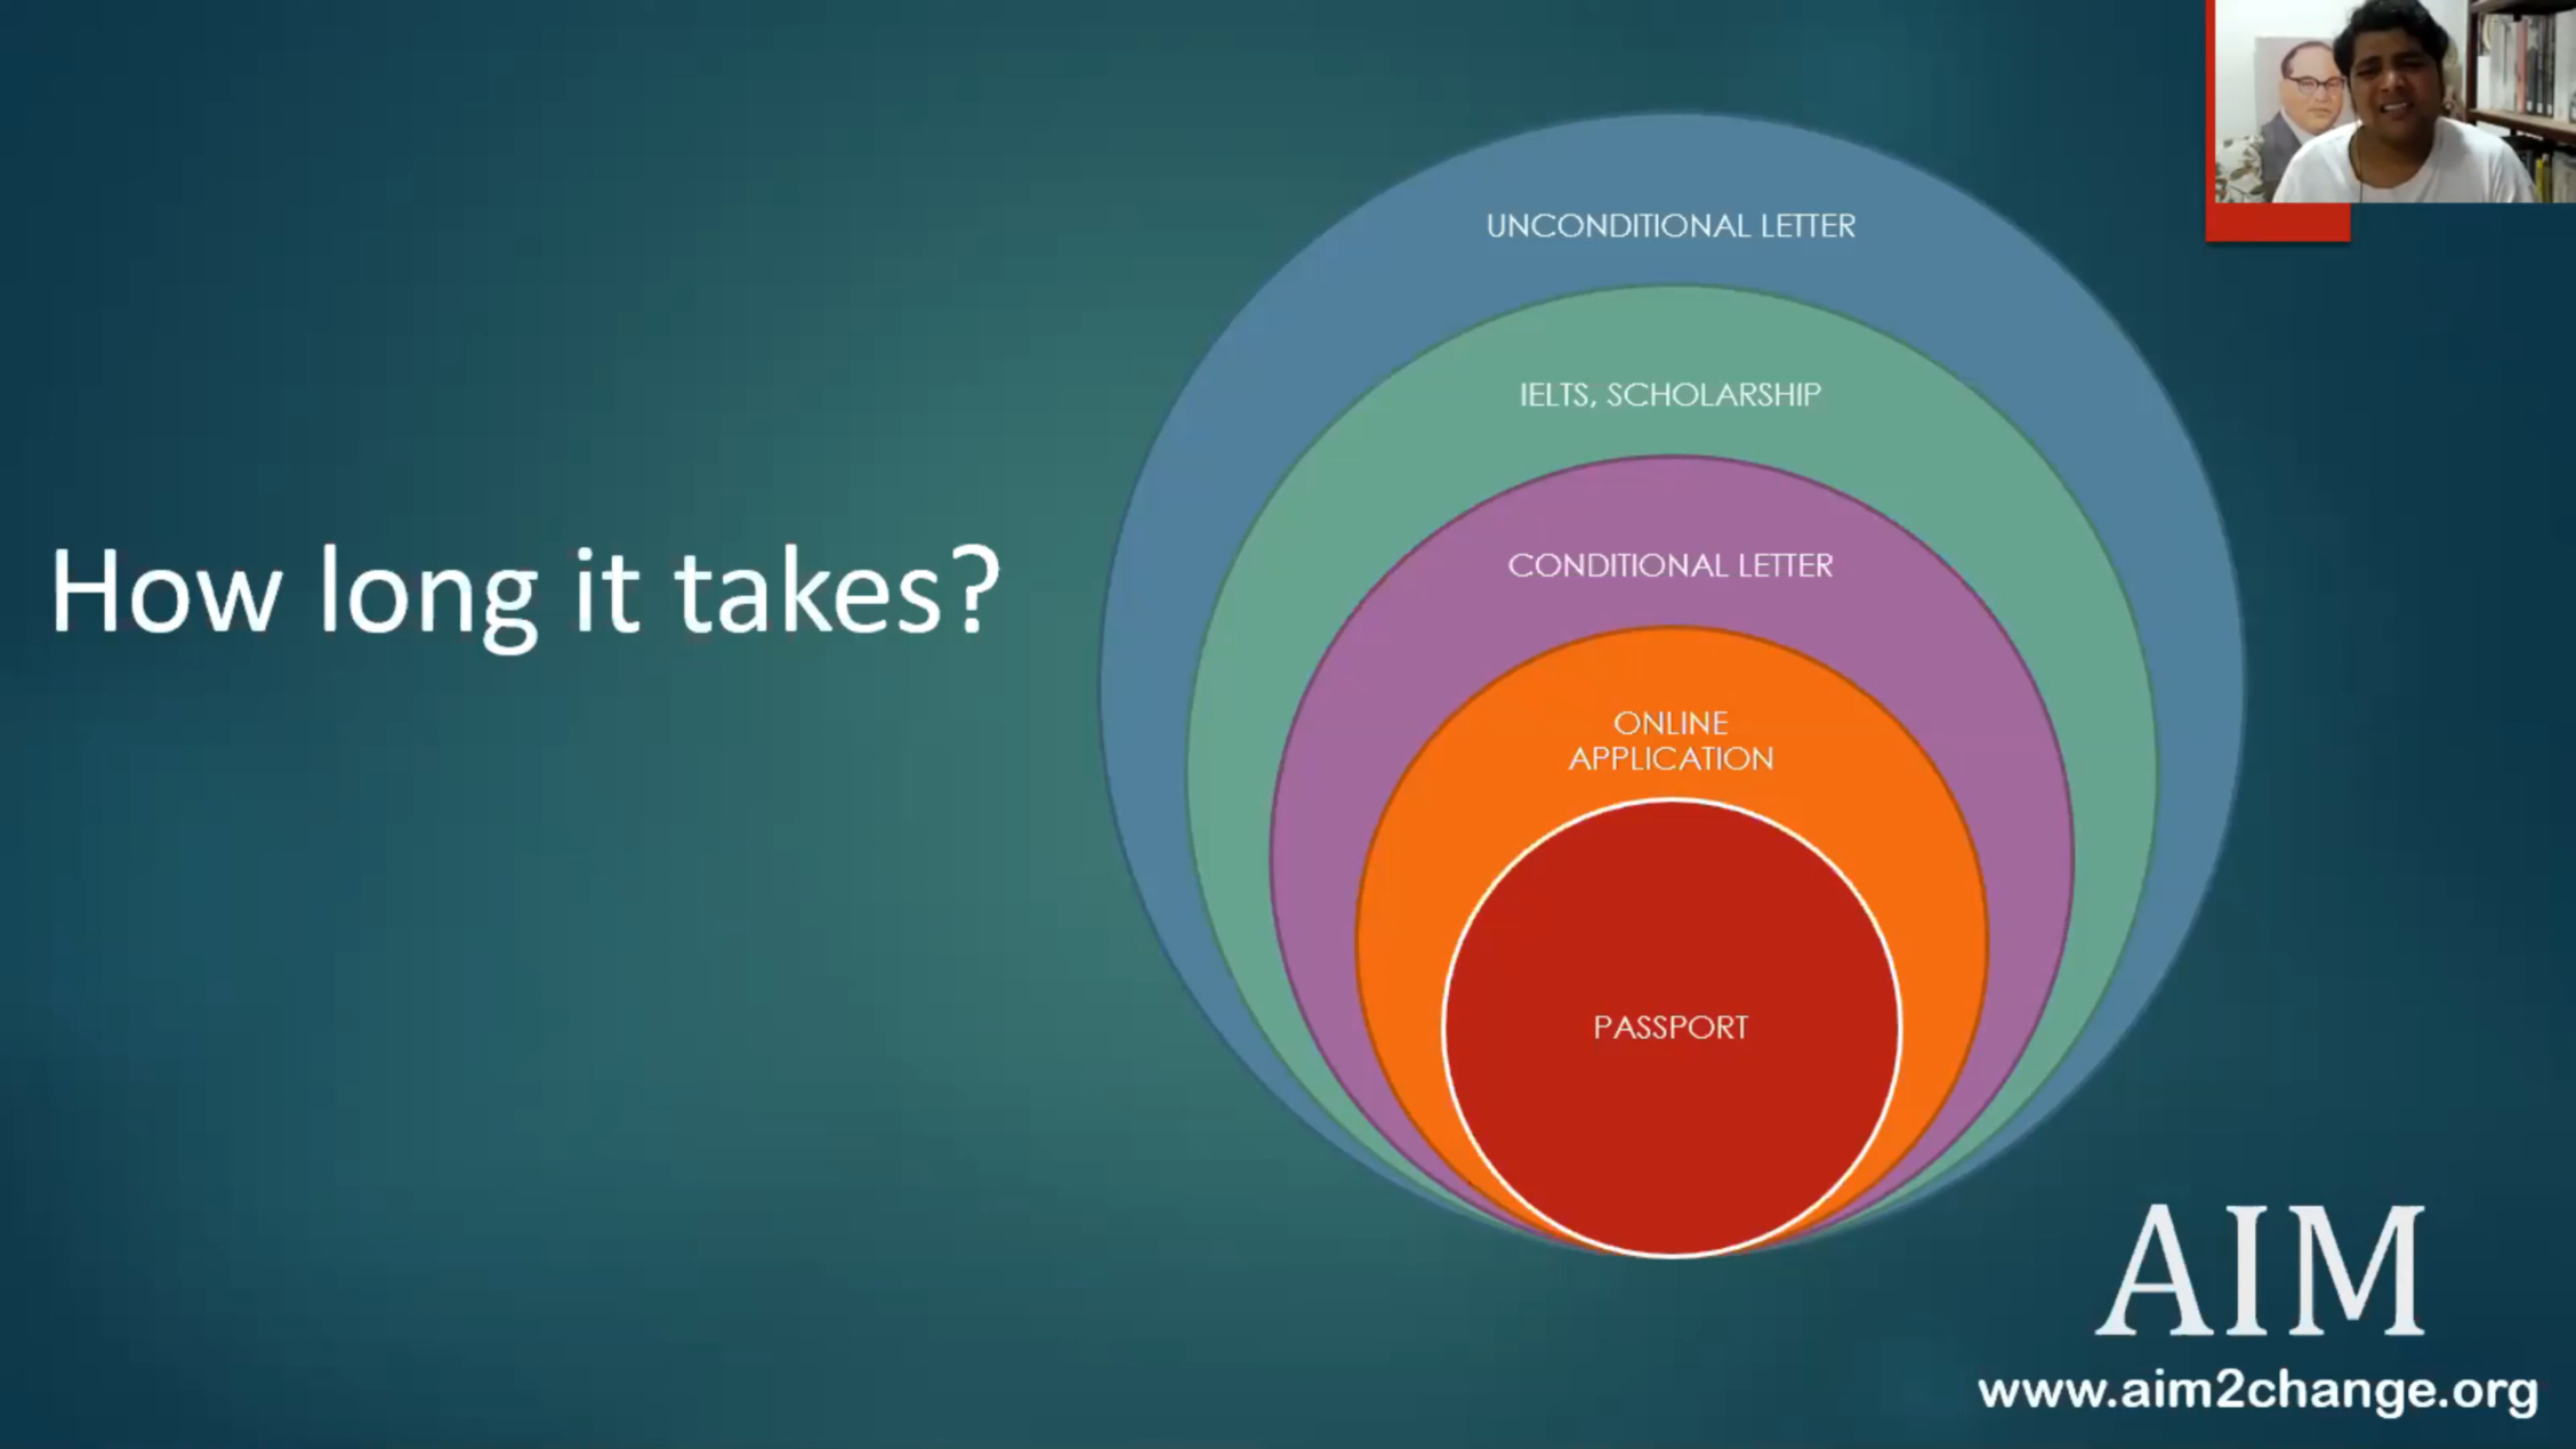 How long it takes?
UNCONDITIONAL LETTER
IELTS, SCHOLARSHIP
CONDITIONAL LETTER
ONLINE
APPLICATION
PASSPORT
AIM
www.aim2change.org